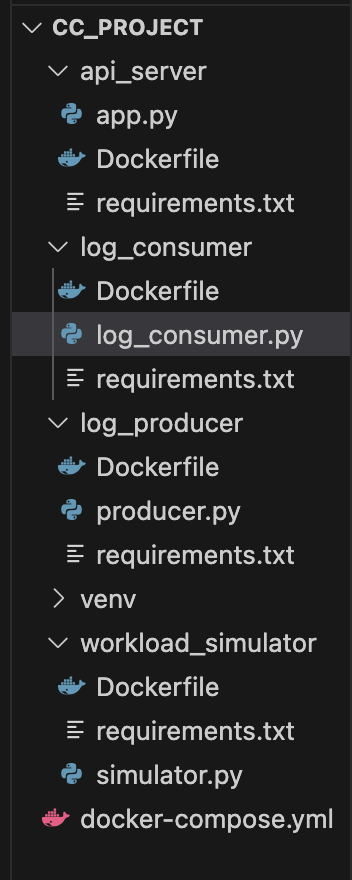 CC_PROJECT
api_server
app.py
Dockerfile
requirements.txt
log_consumer
Dockerfile
log_consumer.py
requirements.txt
log_producer
Dockerfile
producer.py
requirements.txt
venv
workload_simulator
Dockerfile
requirements.txt
simulator.py
docker-compose.yml